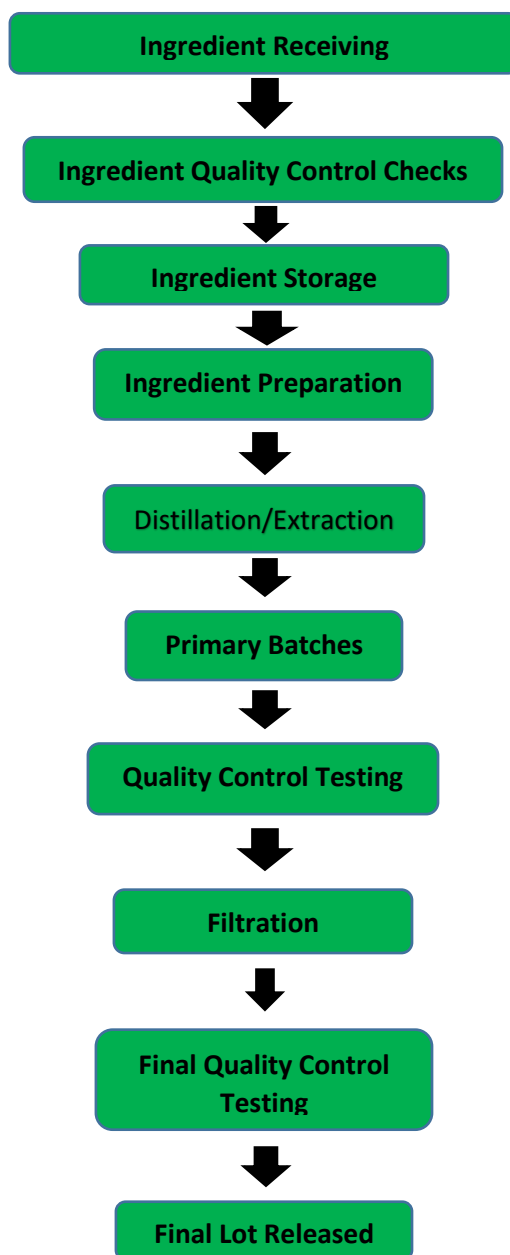 Ingredient Receiving
Ingredient Quality Control Checks
Ingredient Storage
Ingredient Preparation
Distillation/Extraction
Primary Batches
Quality Control Testing
Filtration
Final Quality Control
Testing
Final Lot Released